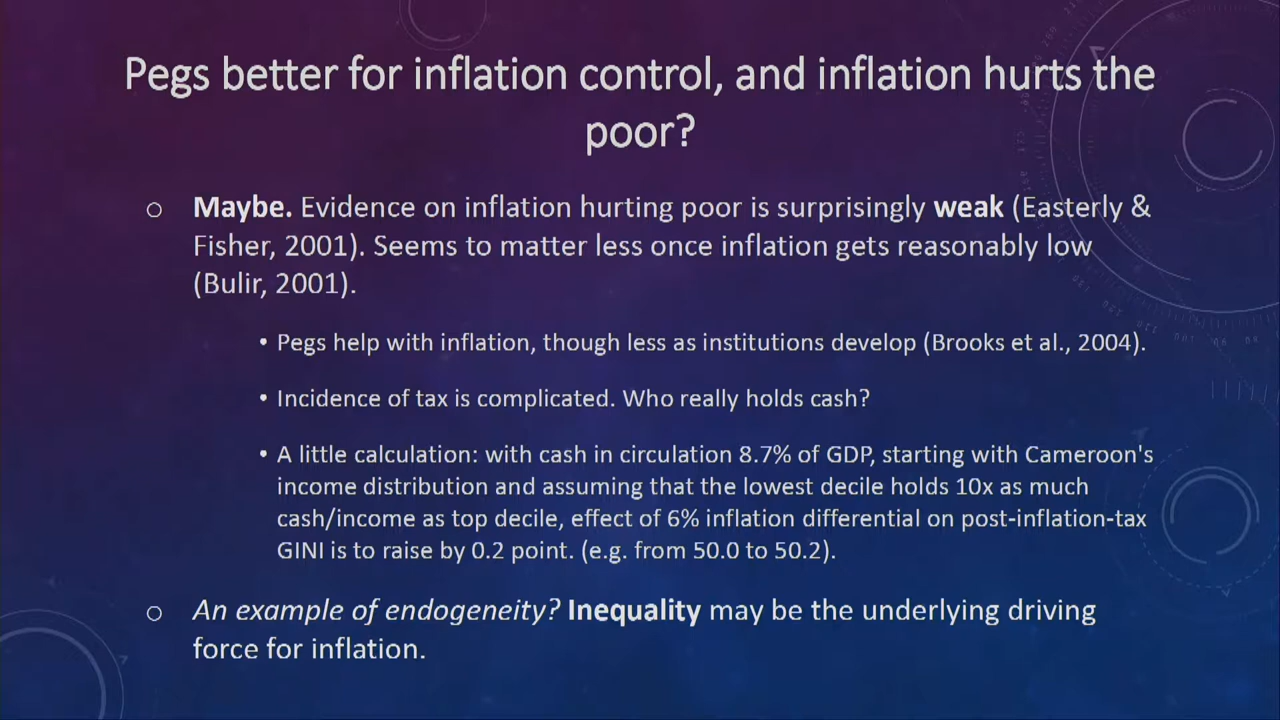 Pegs better for inflation control, and inflation hurts the
poor?
○ Maybe. Evidence on inflation hurting poor is surprisingly weak (Easterly &
Fisher, 2001). Seems to matter less once inflation gets reasonably low
(Bulir, 2001).
• Pegs help with inflation, though less as institutions develop (Brooks et al., 2004).
• Incidence of tax is complicated. Who really holds cash?
• A little calculation: with cash in circulation 8.7% of GDP, starting with Cameroon's
income distribution and assuming that the lowest decile holds 10x as much
cash/income as top decile, effect of 6% inflation differential on post-inflation-tax
GINI is to raise by 0.2 point. (e.g. from 50.0 to 50.2).
○ An example of endogeneity? Inequality may be the underlying driving
force for inflation.